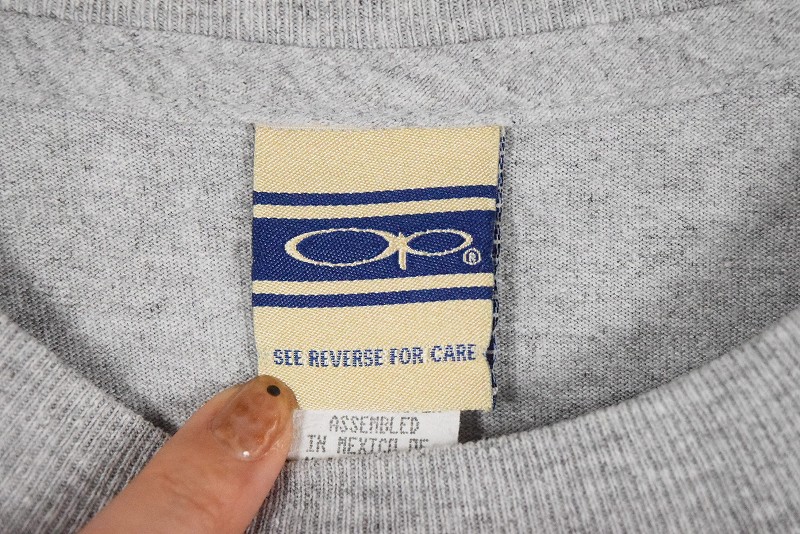 Op ®
SEE REVERSE FOR CARE
ASSEMBLED
IN MEXICO OF